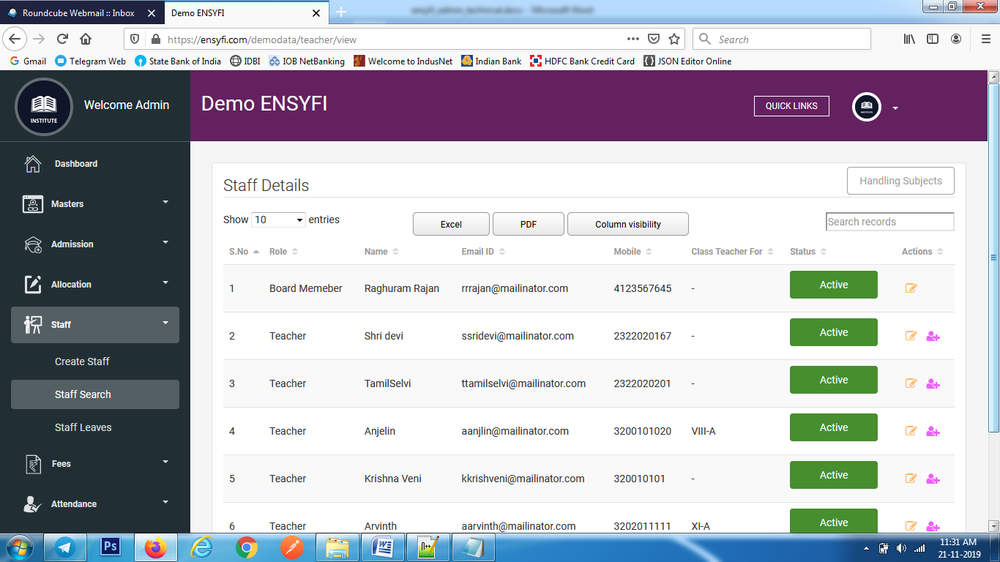 Roundcube Webmail :: Inbox
Demo ENSYFI
ensyfi_admin_technical.docx - Microsoft Word
https://ensyfi.com/demodata/teacher/view
Search
Gmail
Telegram Web
State Bank of India
IDBI
IOB NetBanking
Welcome to IndusNet
Indian Bank
HDFC Bank Credit Card
JSON Editor Online
INSTITUTE
Welcome Admin
Demo ENSYFI
QUICK LINKS
Dashboard
Masters
Admission
Allocation
Staff
Create Staff
Staff Search
Staff Leaves
Fees
Attendance
Staff Details
Handling Subjects
Show 10 entries
Excel
PDF
Column visibility
Search records
S.No Role Name Email ID Mobile Class Teacher For Status Actions
1 Board Memeber Raghuram Rajan rrrajan@mailinator.com 4123567645 - Active
2 Teacher Shri devi ssridevi@mailinator.com 2322020167 - Active
3 Teacher TamilSelvi ttamilselvi@mailinator.com 2322020201 - Active
4 Teacher Anjelin aanjlin@mailinator.com 3200101020 VIII-A Active
5 Teacher Krishna Veni kkrishveni@mailinator.com 320010101 - Active
6 Teacher Arvinth aarvinth@mailinator.com 3202011111 XI-A Active
Ps
11:31 AM
21-11-2019